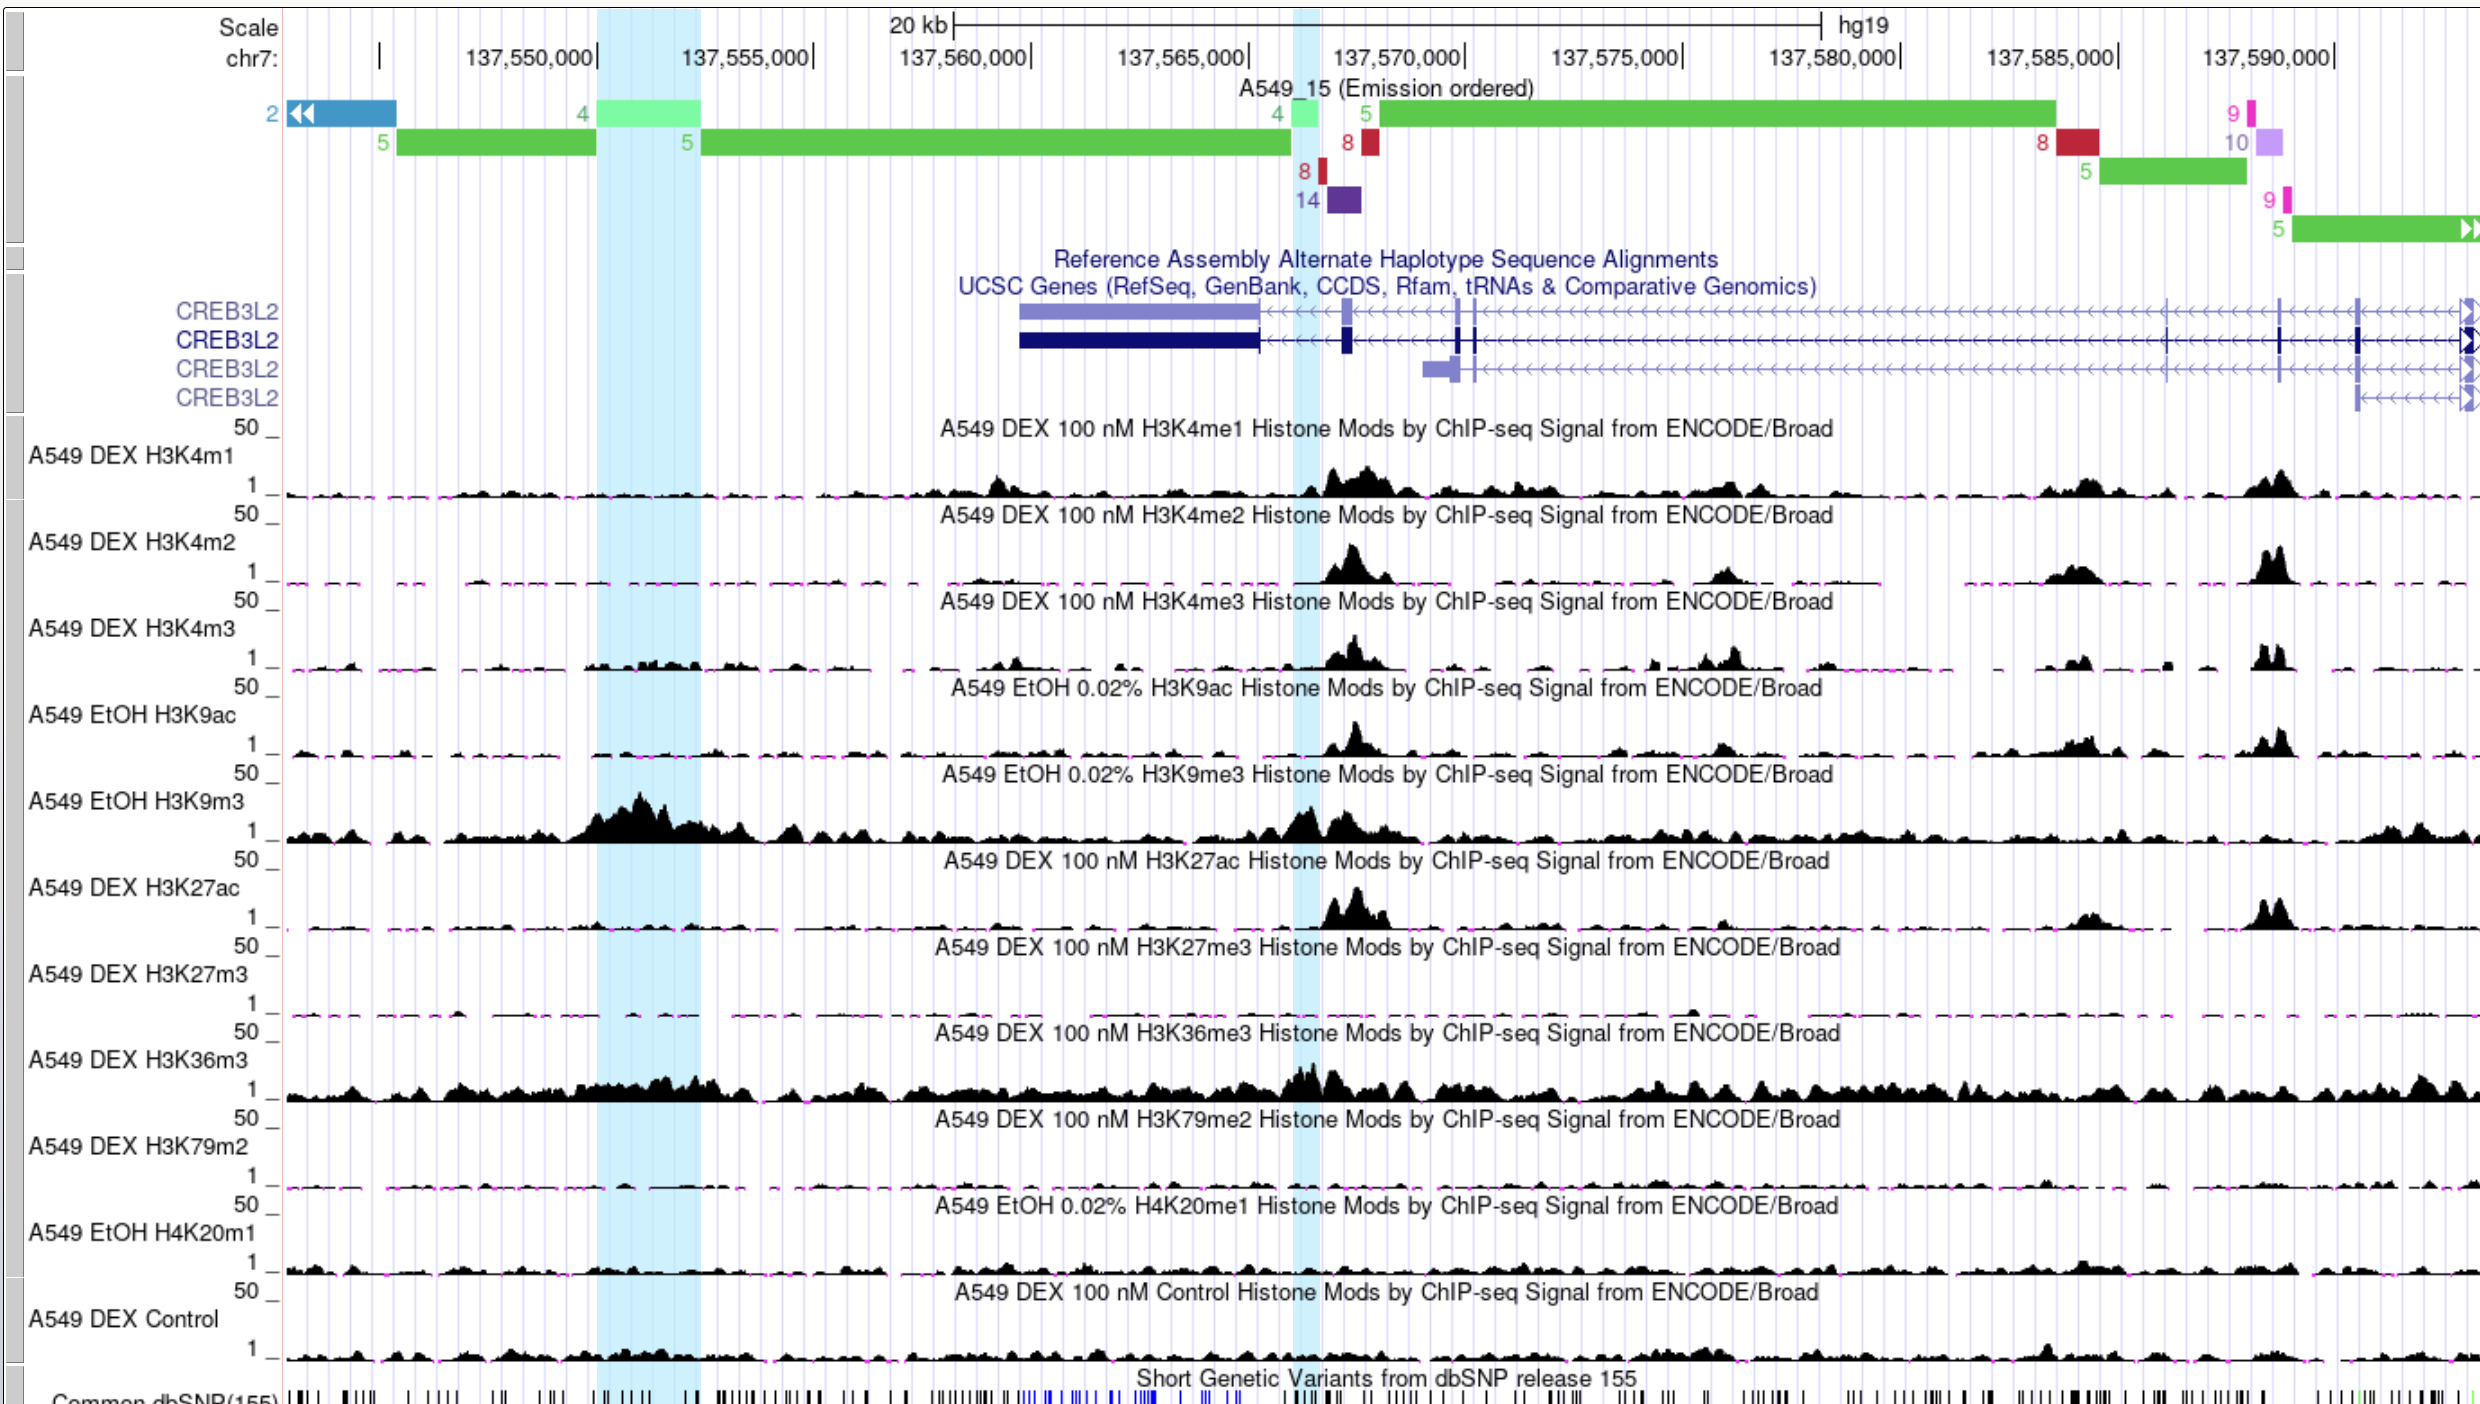 Scale 20 kb hg19
chr7: 137,550,000 137,555,000 137,560,000 137,565,000 137,570,000 137,575,000 137,580,000 137,585,000 137,590,000
A549_15 (Emission ordered)
2 4 4 5 9
5 5 8 8 10
8 5
14 9
5
Reference Assembly Alternate Haplotype Sequence Alignments
UCSC Genes (RefSeq, GenBank, CCDS, Rfam, tRNAs & Comparative Genomics)
CREB3L2
CREB3L2
CREB3L2
CREB3L2
50 A549 DEX 100 nM H3K4me1 Histone Mods by ChIP-seq Signal from ENCODE/Broad
A549 DEX H3K4m1
1
50 A549 DEX 100 nM H3K4me2 Histone Mods by ChIP-seq Signal from ENCODE/Broad
A549 DEX H3K4m2
1
50 A549 DEX 100 nM H3K4me3 Histone Mods by ChIP-seq Signal from ENCODE/Broad
A549 DEX H3K4m3
1
50 A549 EtOH 0.02% H3K9ac Histone Mods by ChIP-seq Signal from ENCODE/Broad
A549 EtOH H3K9ac
1
50 A549 EtOH 0.02% H3K9me3 Histone Mods by ChIP-seq Signal from ENCODE/Broad
A549 EtOH H3K9m3
1
50 A549 DEX 100 nM H3K27ac Histone Mods by ChIP-seq Signal from ENCODE/Broad
A549 DEX H3K27ac
1
50 A549 DEX 100 nM H3K27me3 Histone Mods by ChIP-seq Signal from ENCODE/Broad
A549 DEX H3K27m3
1
50 A549 DEX 100 nM H3K36me3 Histone Mods by ChIP-seq Signal from ENCODE/Broad
A549 DEX H3K36m3
1
50 A549 DEX 100 nM H3K79me2 Histone Mods by ChIP-seq Signal from ENCODE/Broad
A549 DEX H3K79m2
1
50 A549 EtOH 0.02% H4K20me1 Histone Mods by ChIP-seq Signal from ENCODE/Broad
A549 EtOH H4K20m1
1
50 A549 DEX 100 nM Control Histone Mods by ChIP-seq Signal from ENCODE/Broad
A549 DEX Control
1
Short Genetic Variants from dbSNP release 155
Common dbSNP(155)